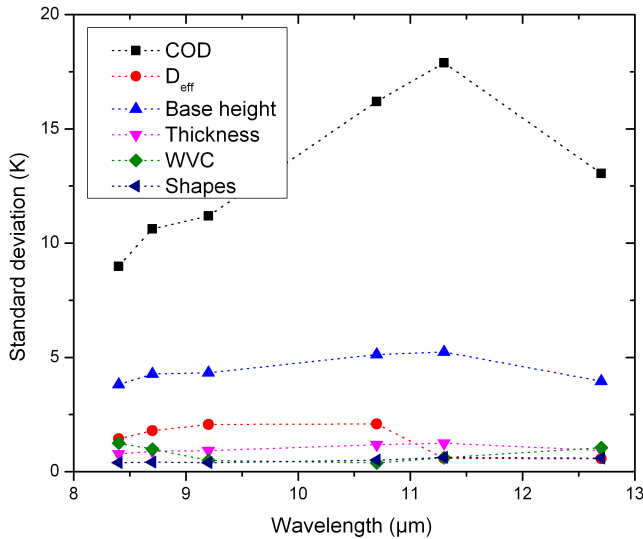 20
15
10
5
0
Standard deviation (K)
COD
D_eff
Base height
Thickness
WVC
Shapes
8 9 10 11 12 13
Wavelength (μm)